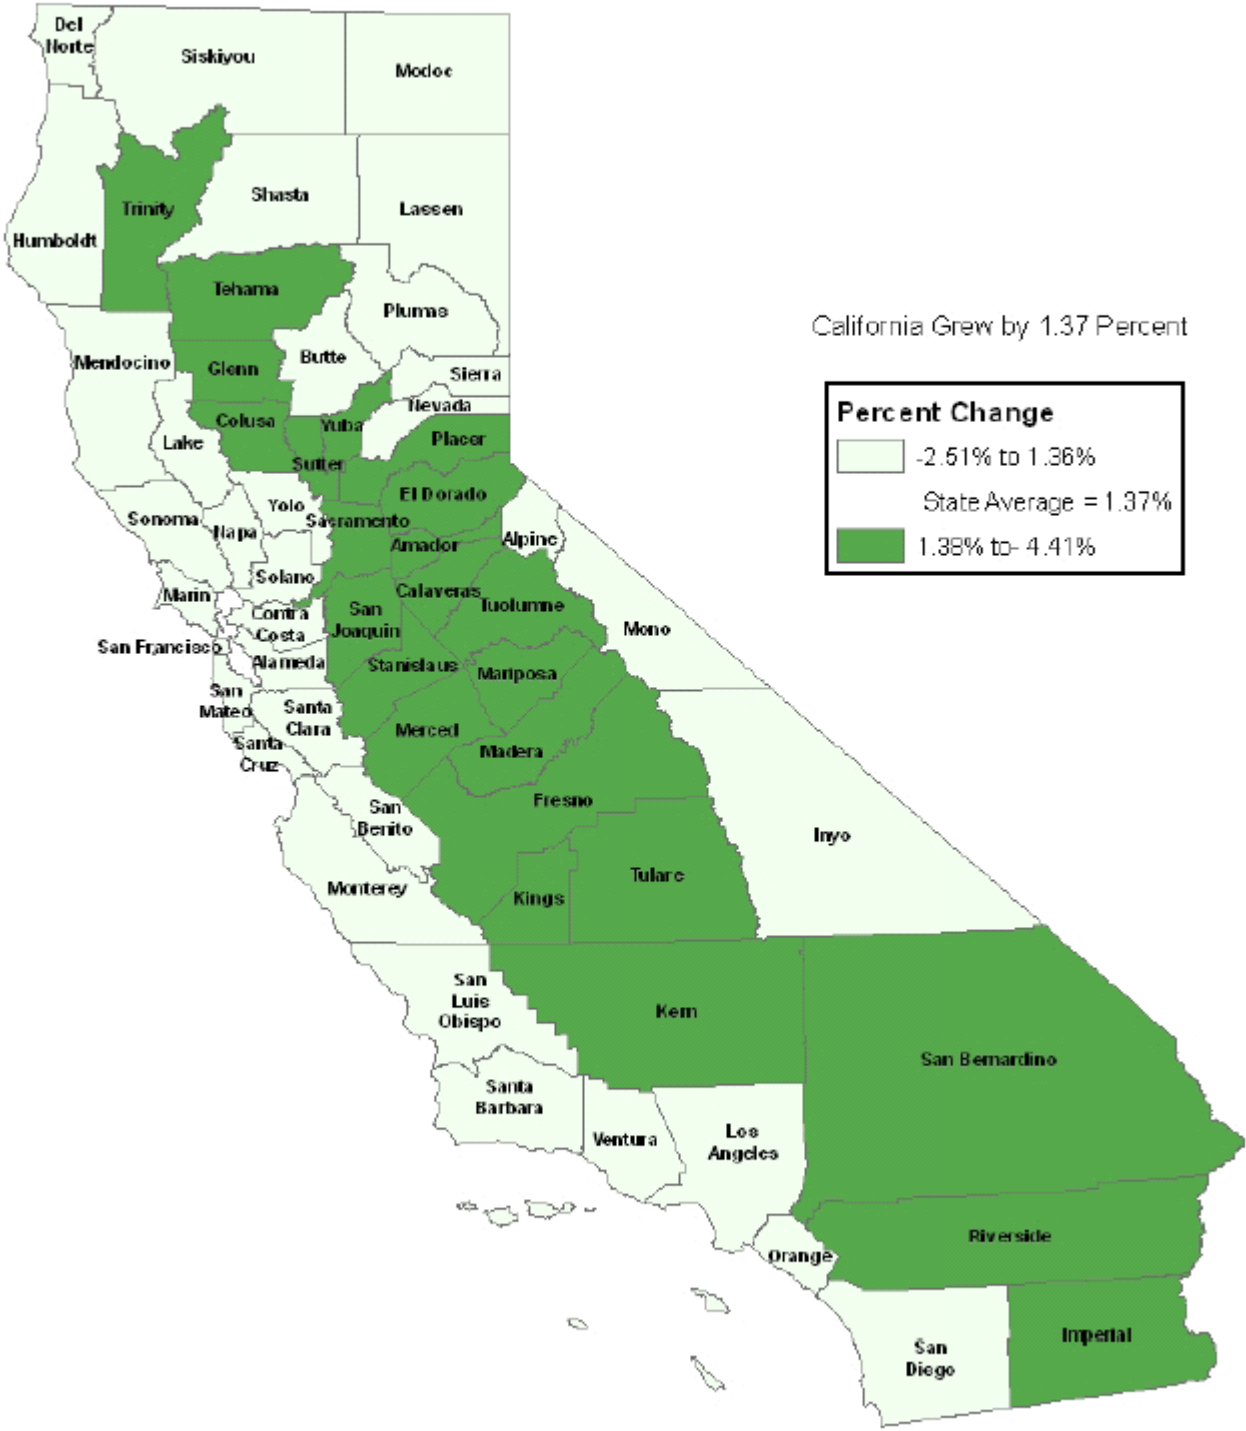 Del
Norte
Siskiyou
Modoc
Trinity
Shasta
Lassen
Humboldt
Tehama
Plumas
Mendocino
Glenn
Butte
Sierra
Nevada
Colusa
Yuba
Placer
Lake
Sutter
El Dorado
Yolo
Sonoma
Napa
Sacramento
Alpine
Amador
Solano
Marin
Calaveras
Tuolumne
Contra
Costa
San
Joaquin
Mono
San Francisco
Alameda
Stanislaus
Mariposa
San
Mateo
Santa
Clara
Merced
Santa
Cruz
Madera
Fresno
San
Benito
Inyo
Monterey
Kings
Tulare
San
Luis
Obispo
Kern
San Bernardino
Santa
Barbara
Ventura
Los
Angeles
Orange
Riverside
San
Diego
Imperial
California Grew by 1.37 Percent
Percent Change
-2.51% to 1.36%
State Average = 1.37%
1.38% to- 4.41%